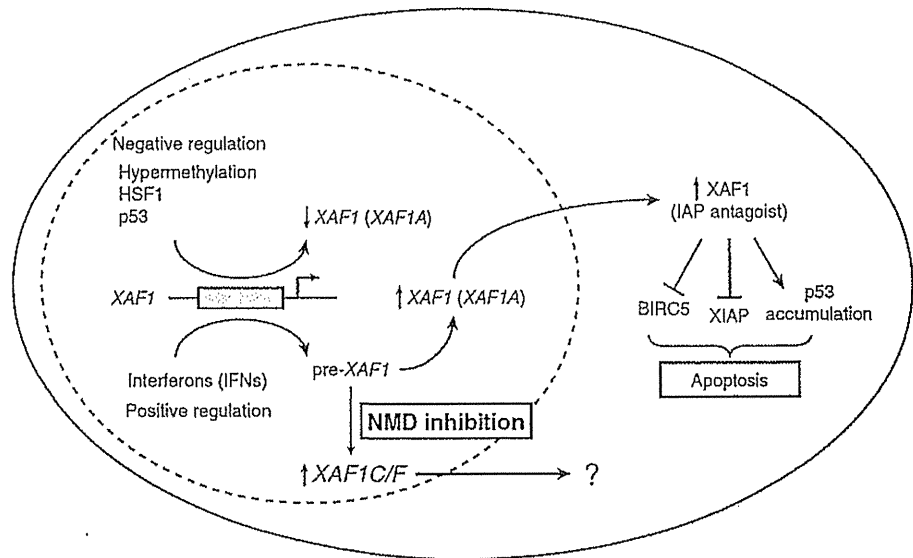 Negative regulation
Hypermethylation
HSF1
p53
↓ XAF1 (XAF1A)
XAF1
↑ XAF1 (XAF1A)
pre-XAF1
Interferons (IFNs)
Positive regulation
NMD inhibition
↑ XAF1C/F
?
↑ XAF1
(IAP antagoist)
BIRC5
XIAP
p53
accumulation
Apoptosis